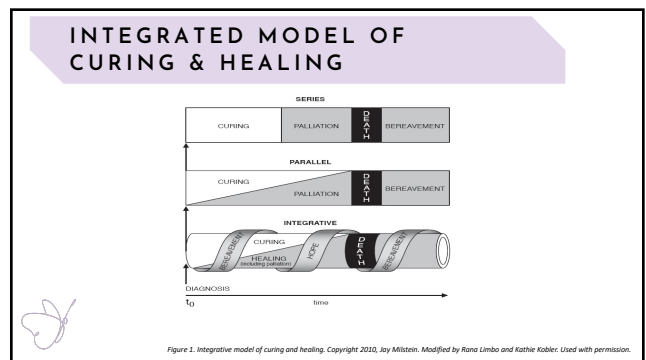 INTEGRATED MODEL OF
CURING & HEALING
SERIES
CURING
PALLIATION
DEATH
BEREAVEMENT
PARALLEL
CURING
PALLIATION
DEATH
BEREAVEMENT
INTEGRATIVE
BEREAVEMENT
CURING
HEALING
(including palliation)
HOPE
DEATH
BEREAVEMENT
DIAGNOSIS
t0
time
Figure 1. Integrative model of curing and healing. Copyright 2010, Jay Milstein. Modified by Rana Limbo and Kathie Kobler. Used with permission.